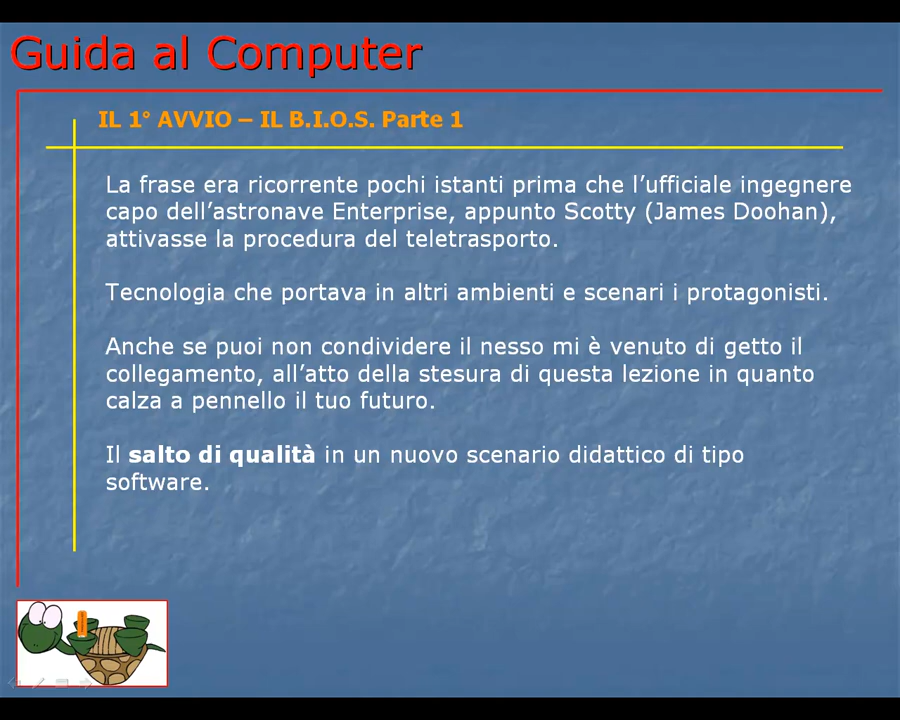 Guida al Computer
IL 1° AVVIO – IL B.I.O.S. Parte 1
La frase era ricorrente pochi istanti prima che l’ufficiale ingegnere
capo dell’astronave Enterprise, appunto Scotty (James Doohan),
attivasse la procedura del teletrasporto.
Tecnologia che portava in altri ambienti e scenari i protagonisti.
Anche se puoi non condividere il nesso mi è venuto di getto il
collegamento, all’atto della stesura di questa lezione in quanto
calza a pennello il tuo futuro.
Il salto di qualità in un nuovo scenario didattico di tipo
software.